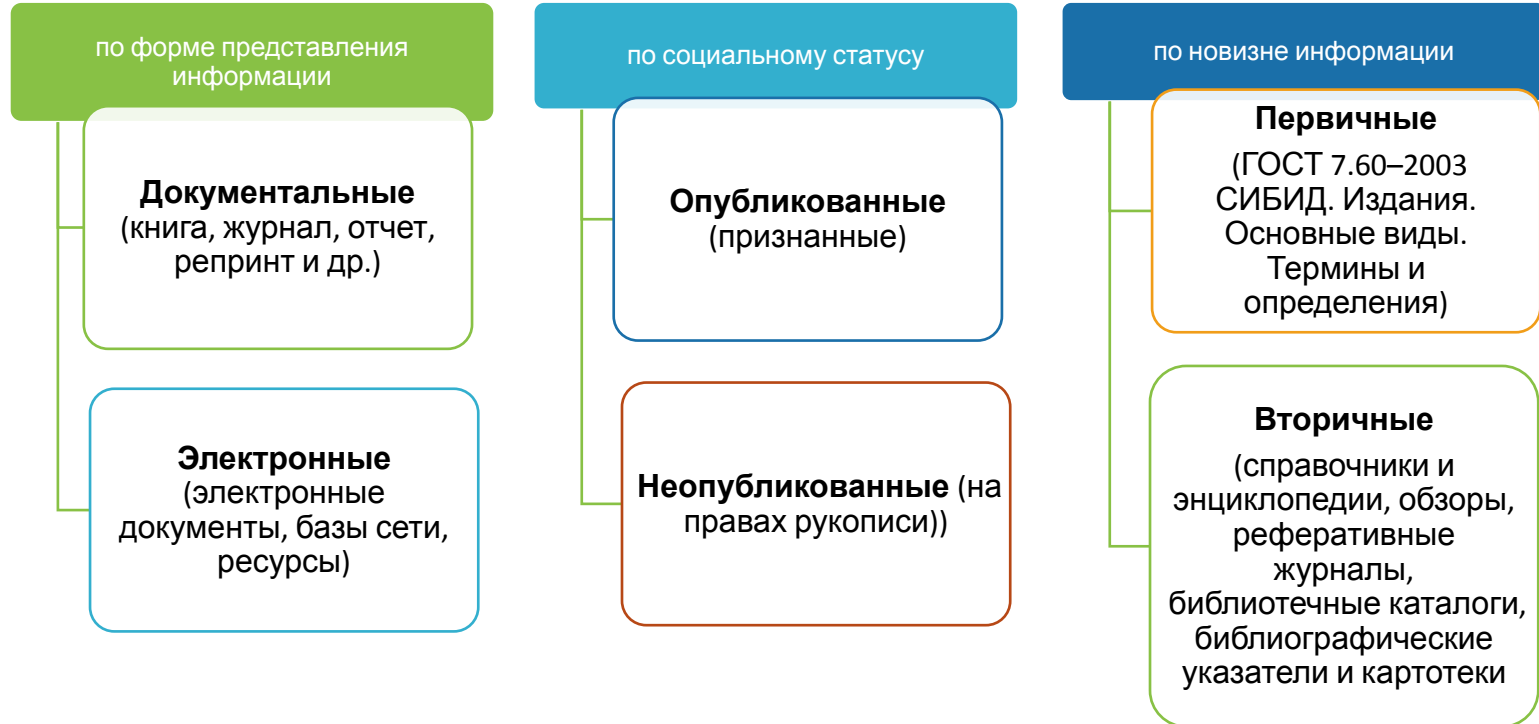 по форме представления
информации
Документальные
(книга, журнал, отчет,
репринт и др.)
Электронные
(электронные
документы, базы сети,
ресурсы)
по социальному статусу
Опубликованные
(признанные)
Неопубликованные (на
правах рукописи))
по новизне информации
Первичные
(ГОСТ 7.60–2003
СИБИД. Издания.
Основные виды.
Термины и
определения)
Вторичные
(справочники и
энциклопедии, обзоры,
реферативные
журналы,
библиотечные каталоги,
библиографические
указатели и картотеки